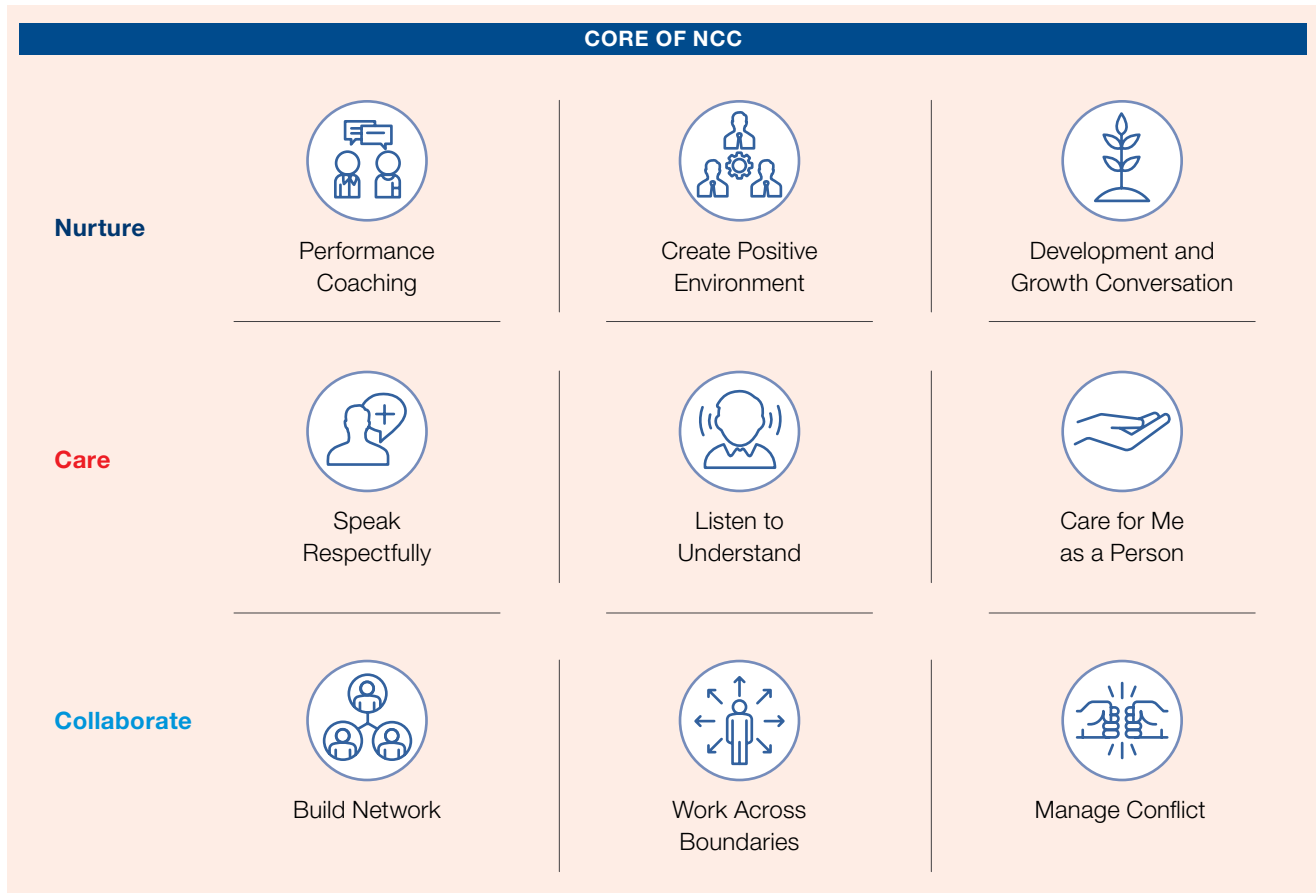 CORE OF NCC
Nurture
Performance
Coaching
Create Positive
Environment
Development and
Growth Conversation
Care
Speak
Respectfully
Listen to
Understand
Care for Me
as a Person
Collaborate
Build Network
Work Across
Boundaries
Manage Conflict